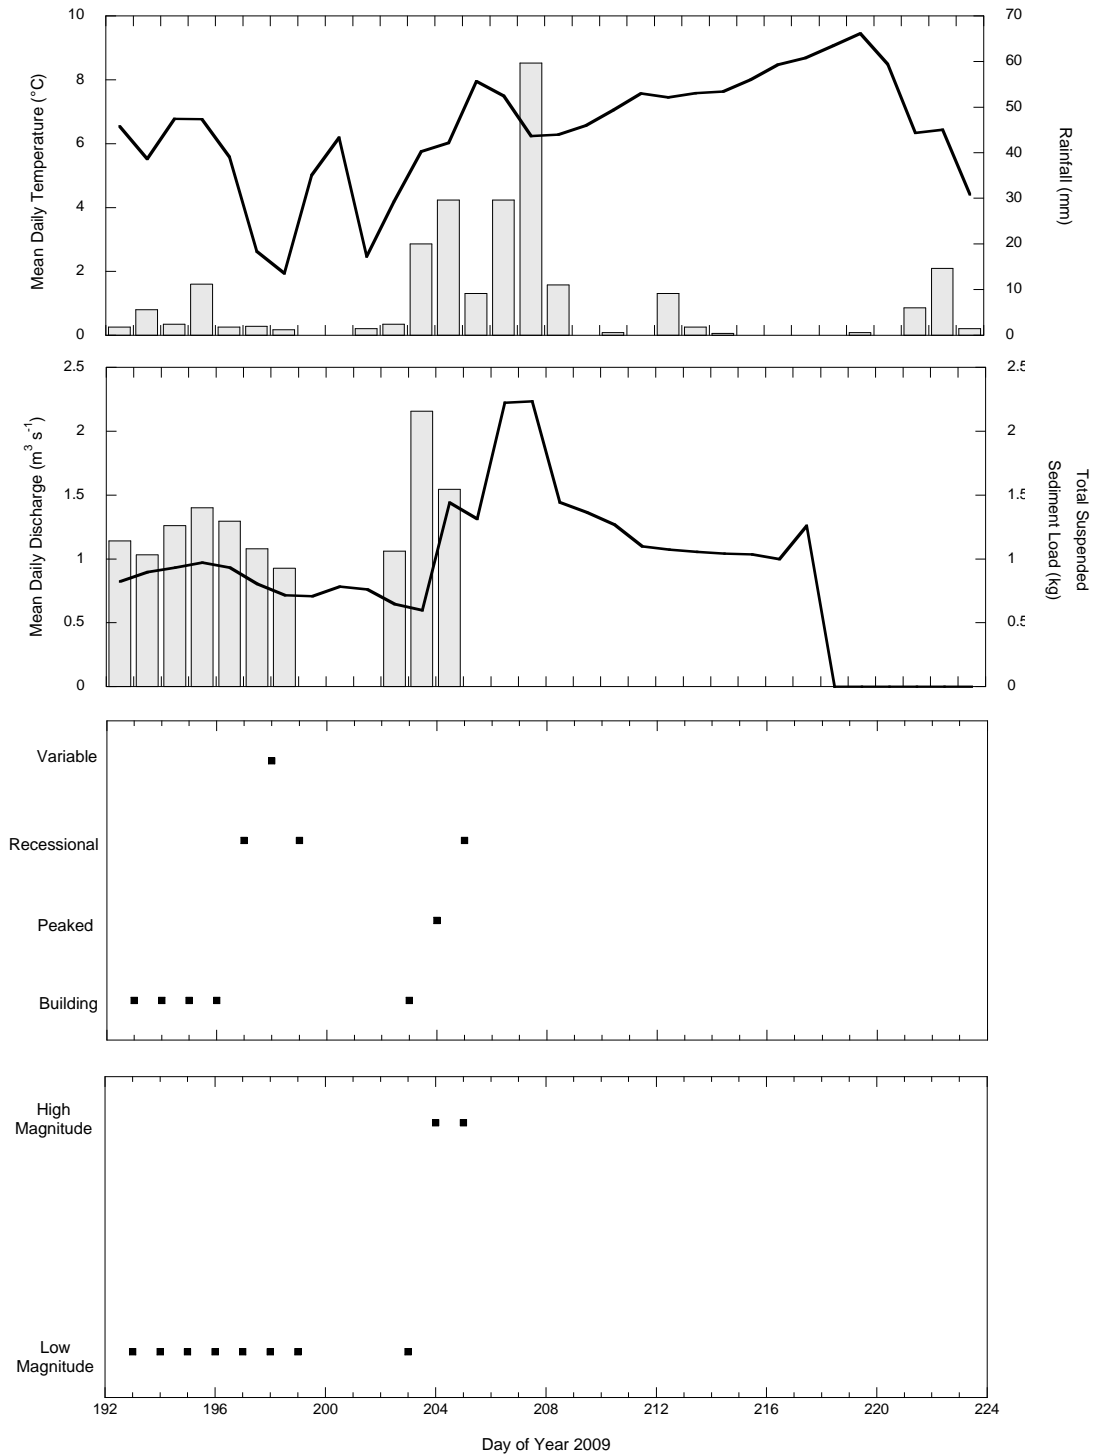 10
8
6
4
2
0
Mean Daily Temperature (°C)
70
60
50
40
30
20
10
0
Rainfall (mm)
2.5
2
1.5
1
0.5
0
Mean Daily Discharge (m³ s⁻¹)
2.5
2
1.5
1
0.5
0
Total Suspended
Sediment Load (kg)
Variable
Recessional
Peaked
Building
High
Magnitude
Low
Magnitude
192 196 200 204 208 212 216 220 224
Day of Year 2009